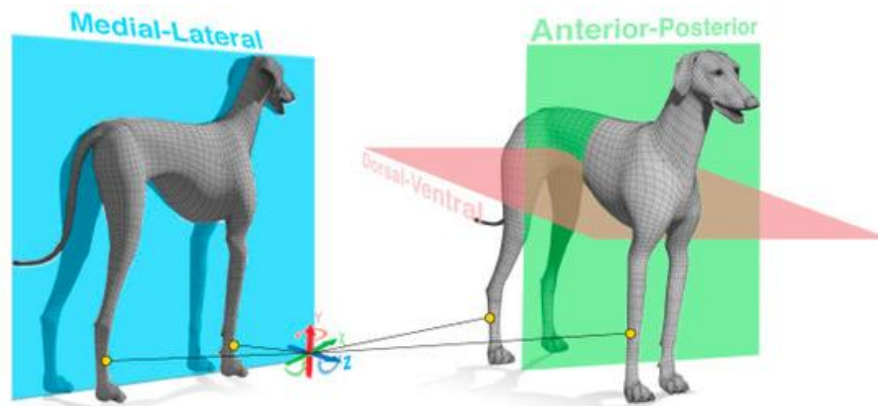 Medial-Lateral
Anterior-Posterior
Dorsal-Ventral
Y
X
Z